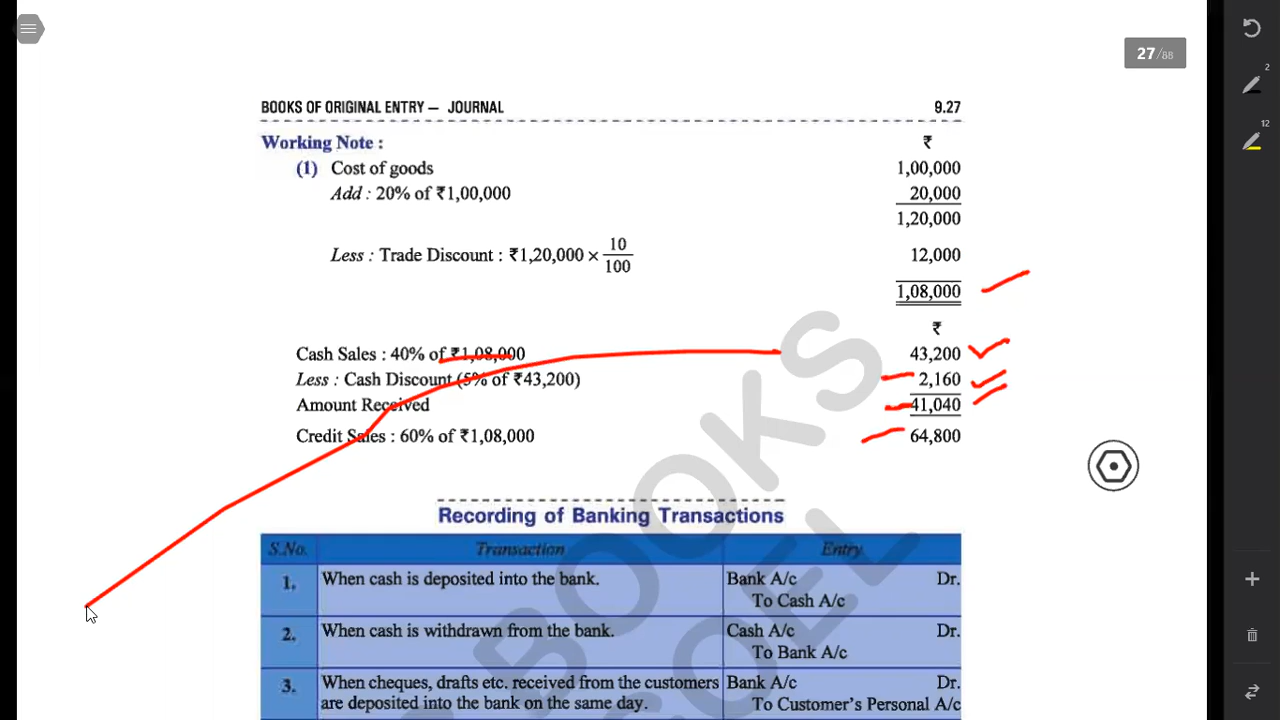 27/88
2
12
BOOKS OF ORIGINAL ENTRY — JOURNAL 9.27
Working Note : ₹
(1) Cost of goods 1,00,000
Add : 20% of ₹1,00,000 20,000
1,20,000
Less : Trade Discount : ₹1,20,000 × 10/100 12,000
1,08,000
₹
Cash Sales : 40% of ₹1,08,000 43,200
Less : Cash Discount (5% of ₹43,200) 2,160
Amount Received 41,040
Credit Sales : 60% of ₹1,08,000 64,800
Recording of Banking Transactions
S.No. Transaction Entry
1. When cash is deposited into the bank. Bank A/c Dr.
To Cash A/c
2. When cash is withdrawn from the bank. Cash A/c Dr.
To Bank A/c
3. When cheques, drafts etc. received from the customers Bank A/c Dr.
are deposited into the bank on the same day. To Customer's Personal A/c
BOOKS
GOEL